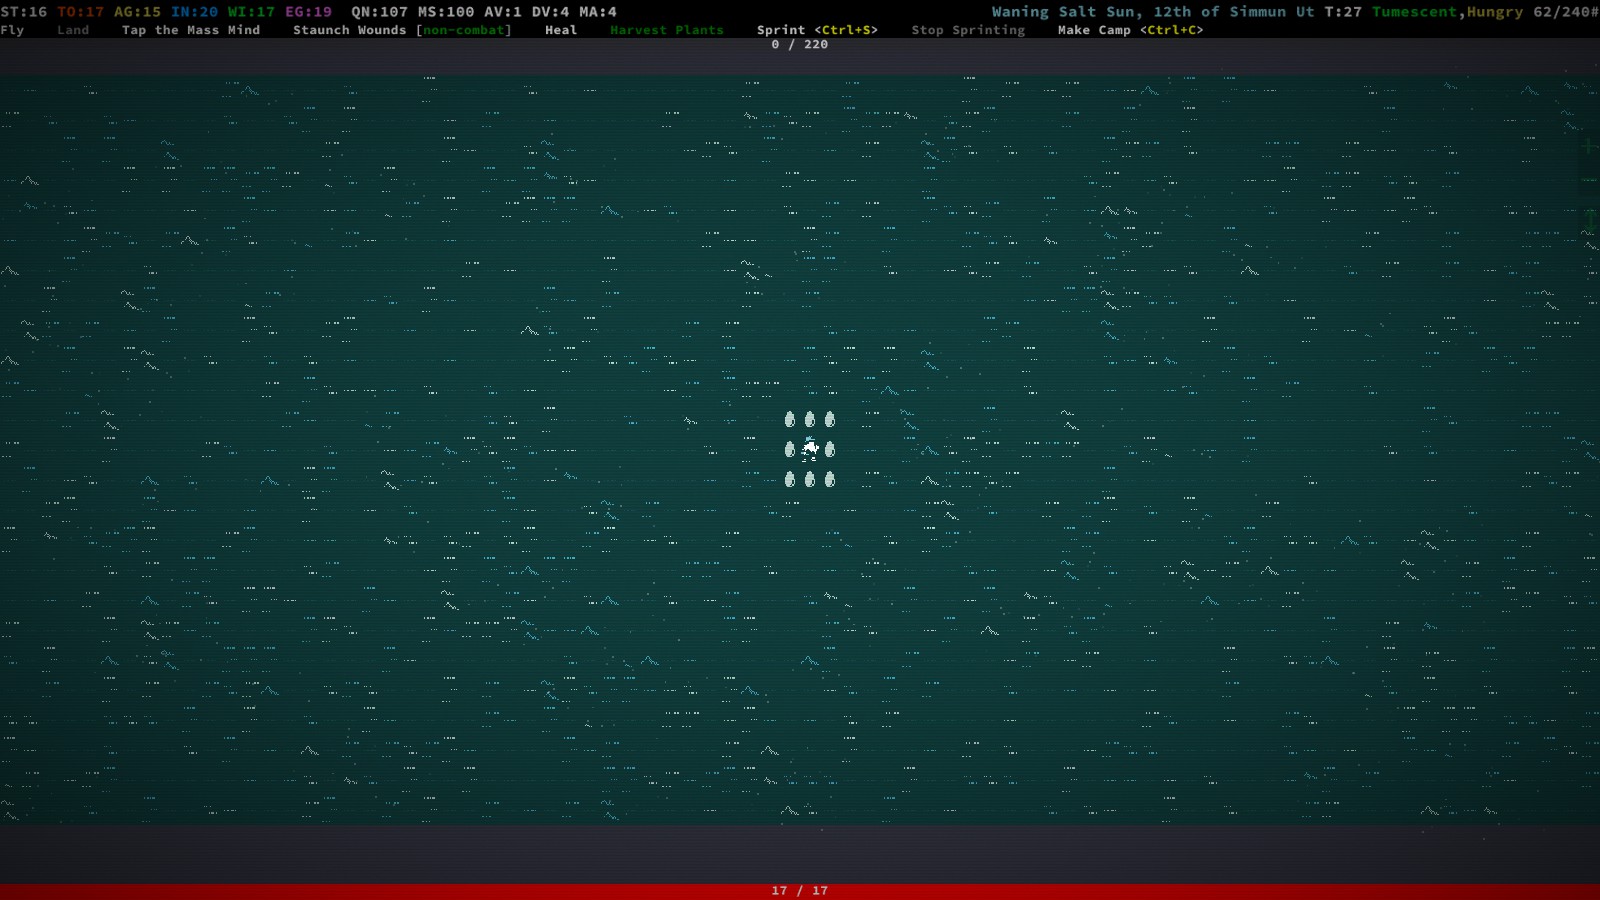 ST:16 TO:17 AG:15 IN:20 WI:17 EG:19 QN:107 MS:100 AV:1 DV:4 MA:4 Waning Salt Sun, 12th of Simmun Ut T:27 Tumescent,Hungry 62/240#
Fly Land Tap the Mass Mind Staunch Wounds [non-combat] Heal Harvest Plants Sprint <Ctrl+S> Stop Sprinting Make Camp <Ctrl+C>
0 / 220
17 / 17